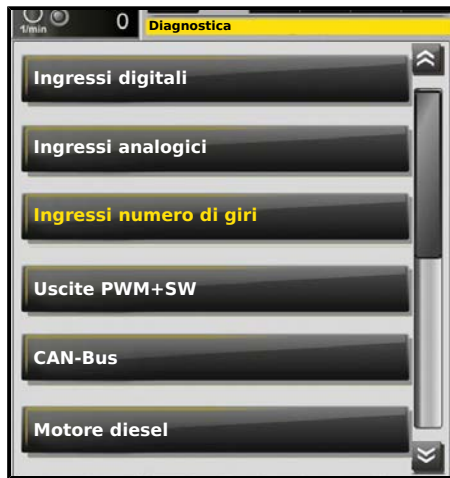 1/min 0 Diagnostica
Ingressi digitali
Ingressi analogici
Ingressi numero di giri
Uscite PWM+SW
CAN-Bus
Motore diesel